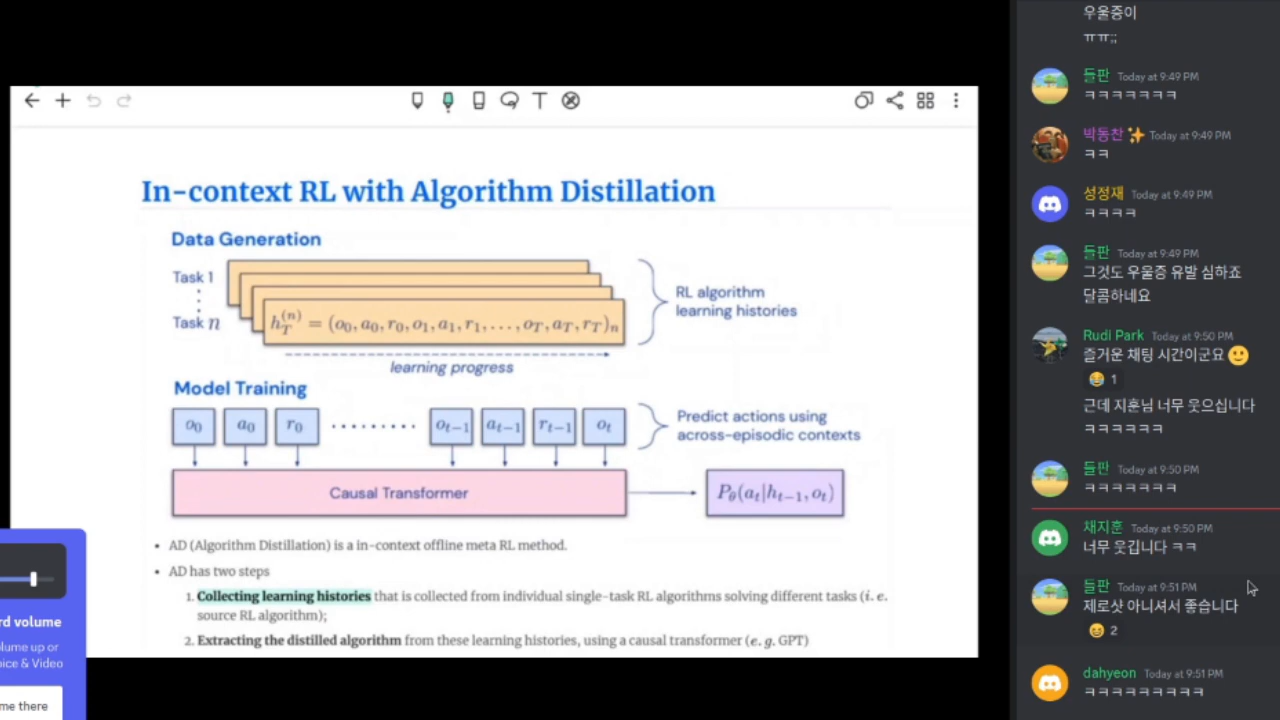 In-context RL with Algorithm Distillation
Data Generation
Task 1
Task n
h_T^{(n)} = (o_0, a_0, r_0, o_1, a_1, r_1, ..., o_T, a_T, r_T)_n
RL algorithm
learning histories
learning progress
Model Training
o_0 a_0 r_0 ......... o_{t-1} a_{t-1} r_{t-1} o_t
Predict actions using
across-episodic contexts
Causal Transformer
P_θ(a_t|h_{t-1}, o_t)
• AD (Algorithm Distillation) is a in-context offline meta RL method.
• AD has two steps
1. Collecting learning histories that is collected from individual single-task RL algorithms solving different tasks (i. e.
source RL algorithm);
2. Extracting the distilled algorithm from these learning histories, using a causal transformer (e. g. GPT)
rd volume
olume up or
oice & Video
me there
우울증이
ㅠㅠ;;
들판 Today at 9:49 PM
ㅋㅋㅋㅋㅋㅋㅋ
박동찬✨ Today at 9:49 PM
ㅋㅋ
성정재 Today at 9:49 PM
ㅋㅋㅋㅋ
들판 Today at 9:49 PM
그것도 우울증 유발 심하죠
달콤하네요
Rudi Park Today at 9:50 PM
즐거운 채팅 시간이군요🙂
😂 1
근데 지훈님 너무 웃으십니다
ㅋㅋㅋㅋㅋㅋ
들판 Today at 9:50 PM
ㅋㅋㅋㅋㅋㅋㅋ
채지훈 Today at 9:50 PM
너무 웃깁니다 ㅋㅋ
들판 Today at 9:51 PM
제로샷 아니셔서 좋습니다
😆 2
dahyeon Today at 9:51 PM
ㅋㅋㅋㅋㅋㅋㅋㅋㅋ